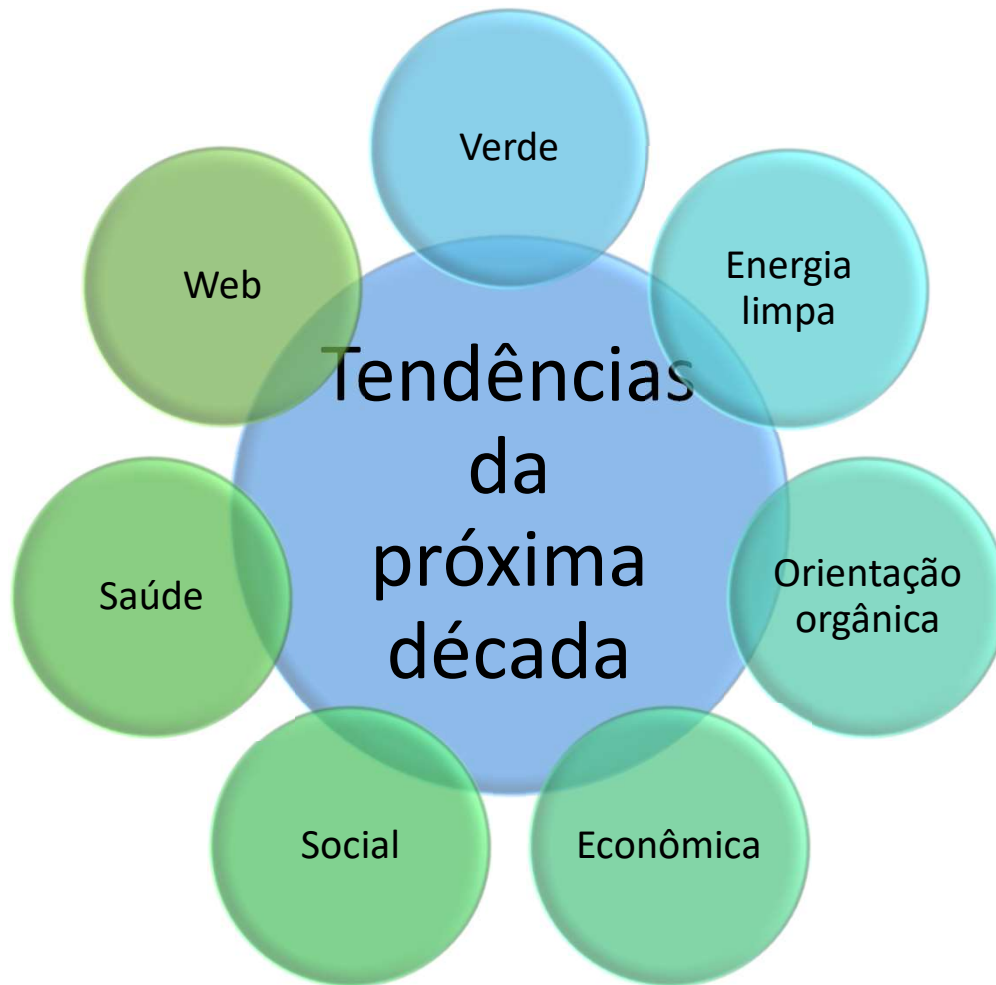 Verde
Energia
limpa
Orientação
orgânica
Econômica
Social
Saúde
Web
Tendências
da
próxima
década